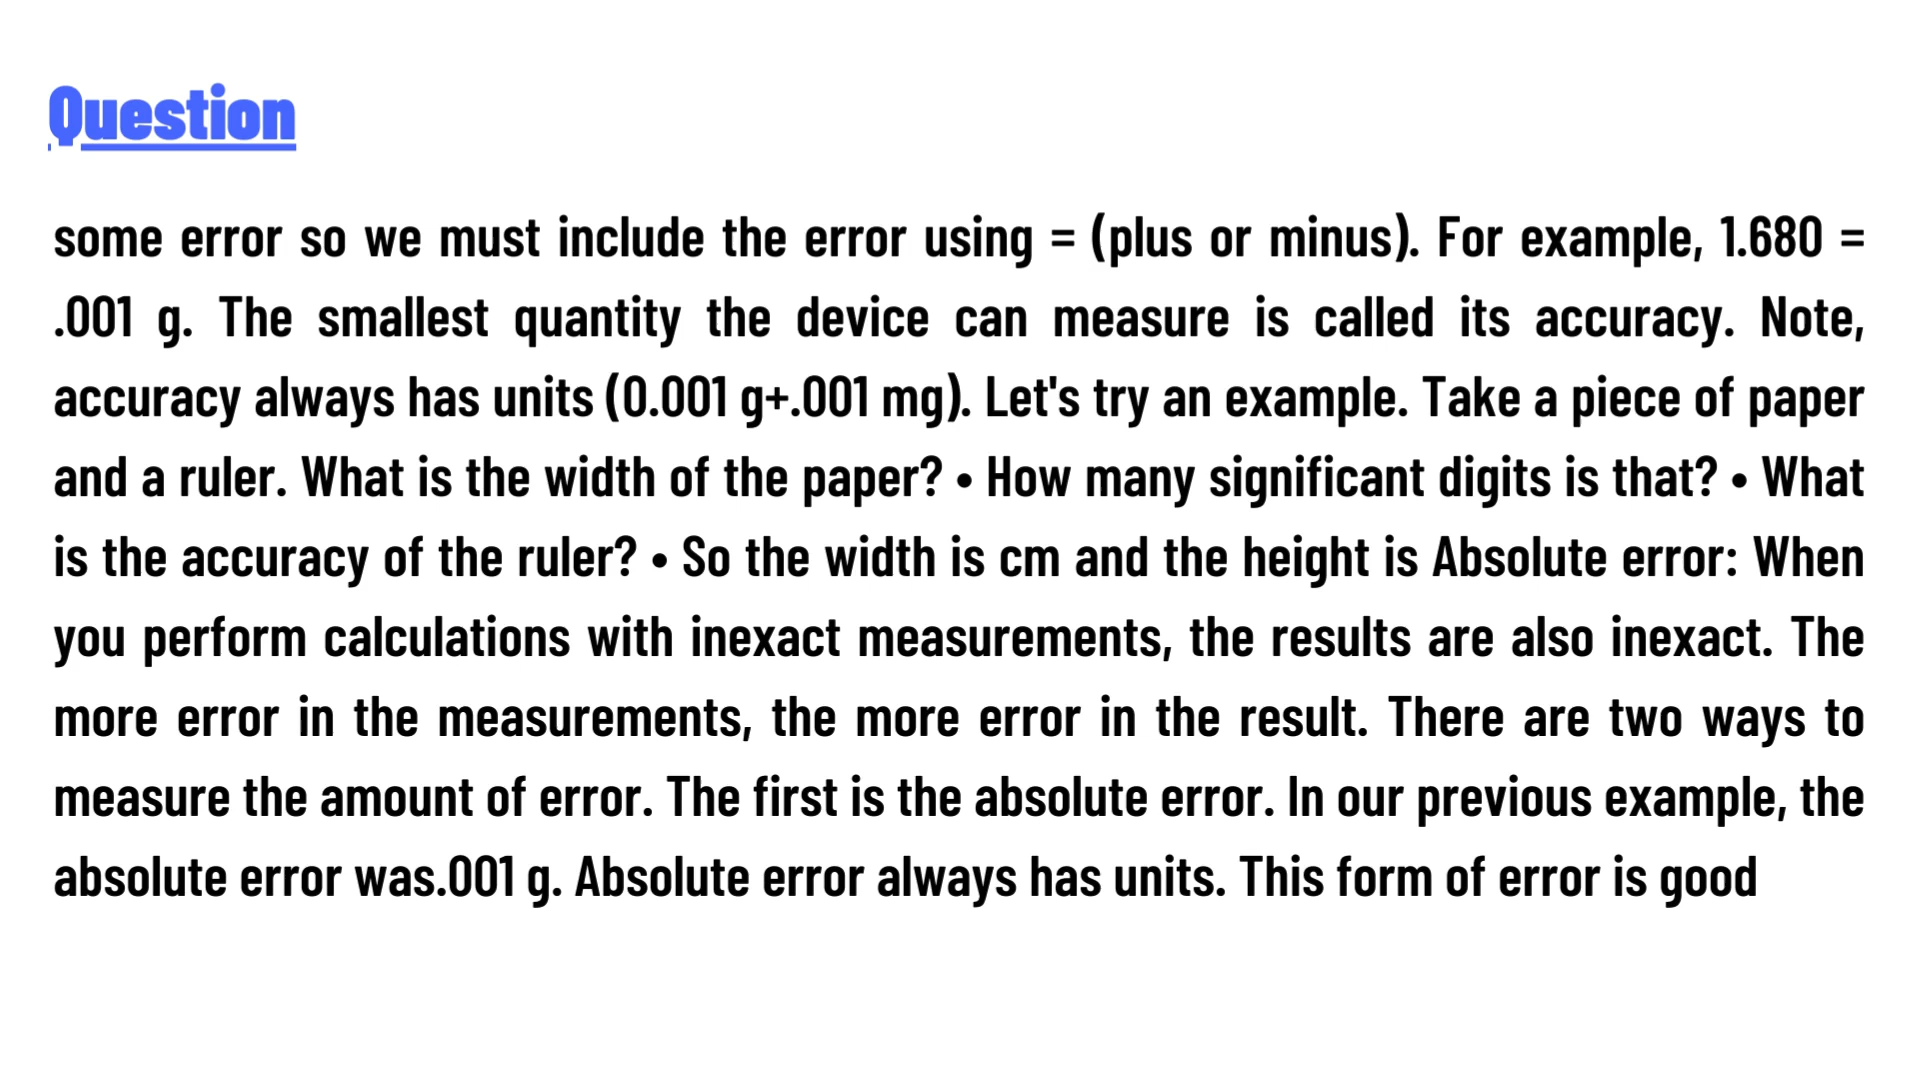 Question
some error so we must include the error using = (plus or minus). For example, 1.680 =
.001 g. The smallest quantity the device can measure is called its accuracy. Note,
accuracy always has units (0.001 g+.001 mg). Let's try an example. Take a piece of paper
and a ruler. What is the width of the paper? • How many significant digits is that? • What
is the accuracy of the ruler? • So the width is cm and the height is Absolute error: When
you perform calculations with inexact measurements, the results are also inexact. The
more error in the measurements, the more error in the result. There are two ways to
measure the amount of error. The first is the absolute error. In our previous example, the
absolute error was.001 g. Absolute error always has units. This form of error is good